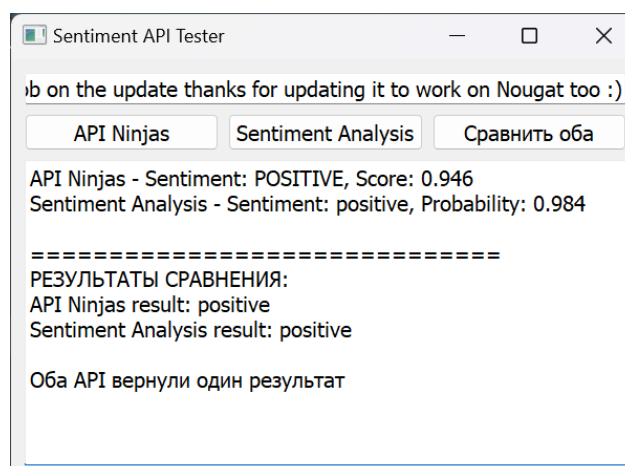 Sentiment API Tester
on the update thanks for updating it to work on Nougat too :)
API Ninjas Sentiment Analysis Сравнить оба
API Ninjas - Sentiment: POSITIVE, Score: 0.946
Sentiment Analysis - Sentiment: positive, Probability: 0.984
==============================
РЕЗУЛЬТАТЫ СРАВНЕНИЯ:
API Ninjas result: positive
Sentiment Analysis result: positive
Оба API вернули один результат